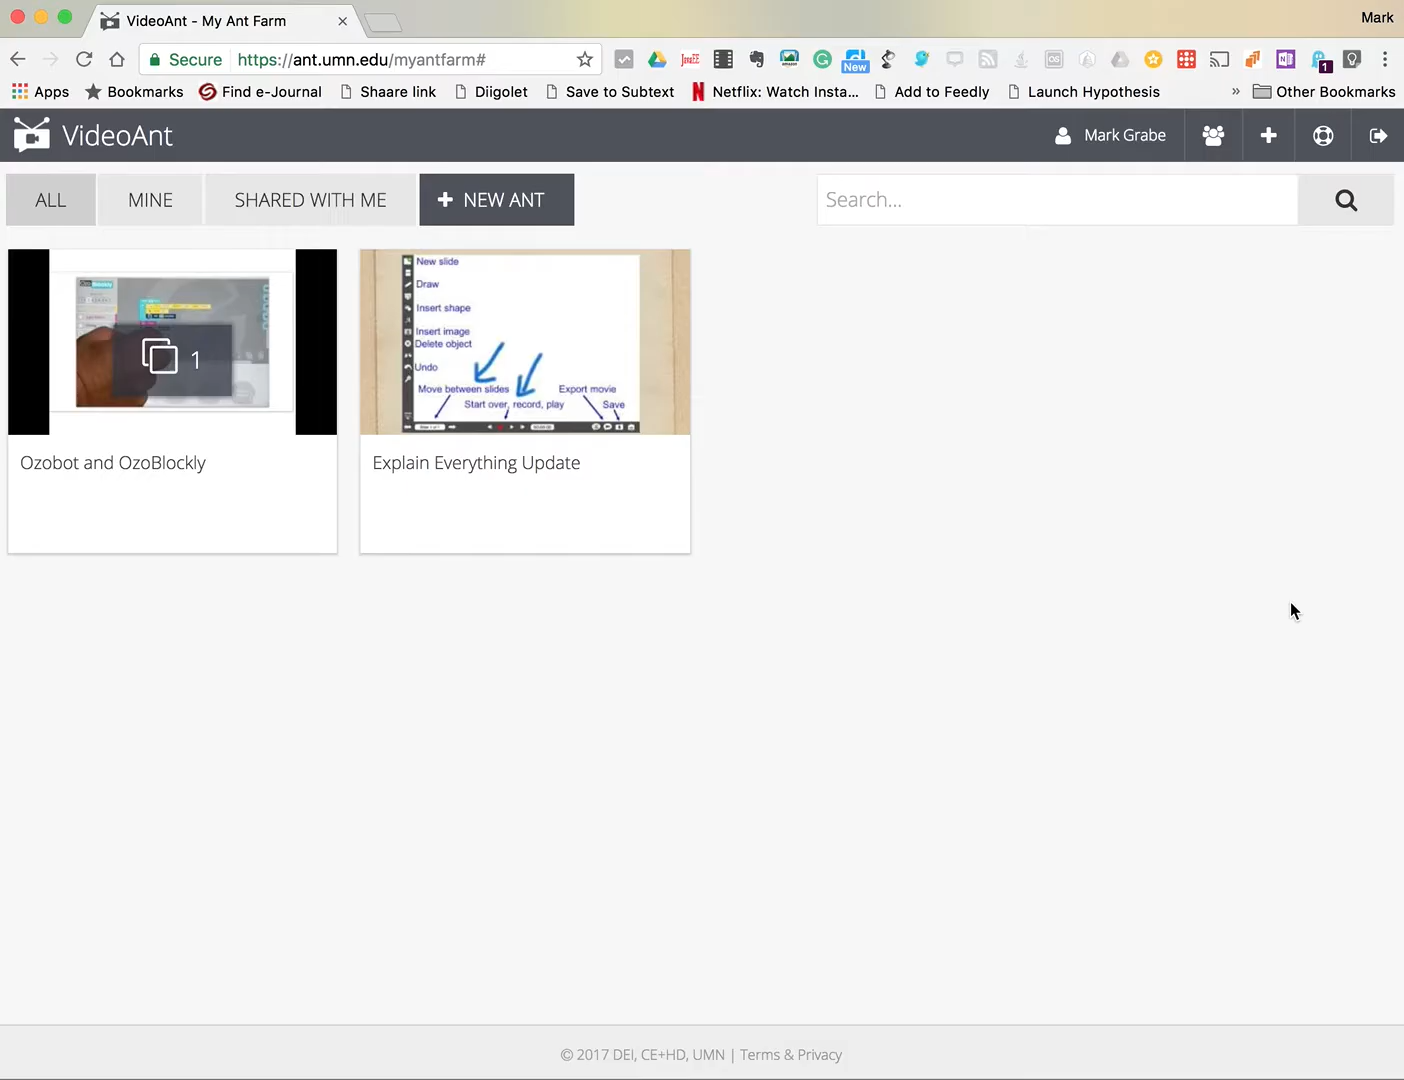 VideoAnt - My Ant Farm
Mark
Secure https://ant.umn.edu/myantfarm#
New
1
Apps Bookmarks Find e-Journal Shaare link Diigolet Save to Subtext Netflix: Watch Insta... Add to Feedly Launch Hypothesis » Other Bookmarks
VideoAnt
Mark Grabe
ALL MINE SHARED WITH ME + NEW ANT
Search...
1
New slide
Draw
Insert shape
Insert image
Delete object
Undo
Move between slides Export movie
Start over, record, play Save
Ozobot and OzoBlockly
Explain Everything Update
© 2017 DEI, CE+HD, UMN | Terms & Privacy